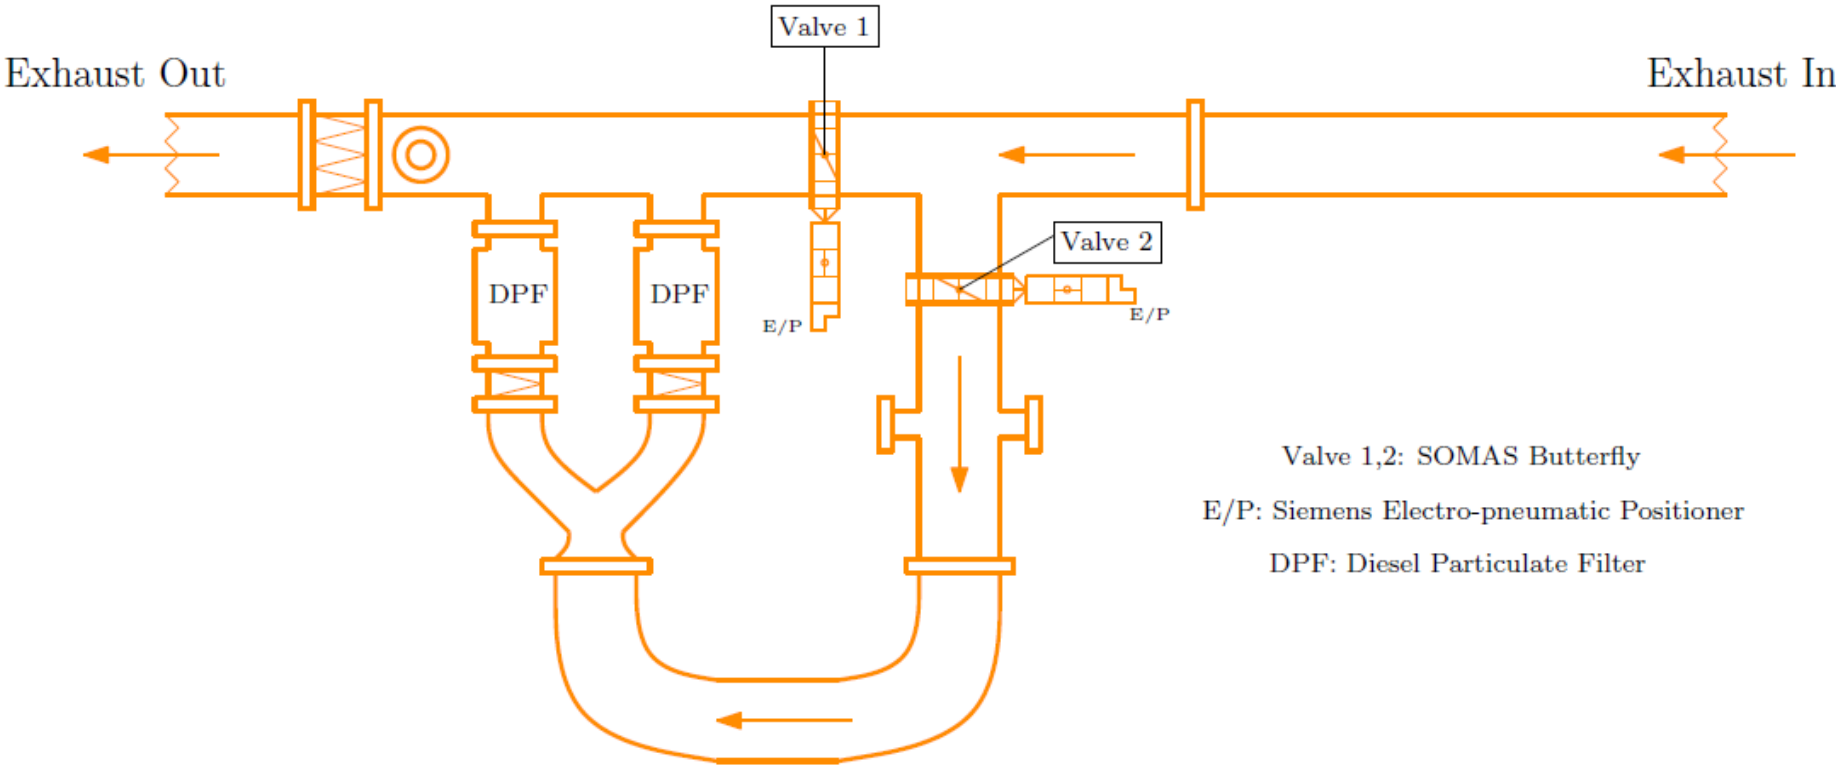 Valve 1
Exhaust Out
Exhaust In
Valve 2
DPF
DPF
E/P
E/P
Valve 1,2: SOMAS Butterfly
E/P: Siemens Electro-pneumatic Positioner
DPF: Diesel Particulate Filter